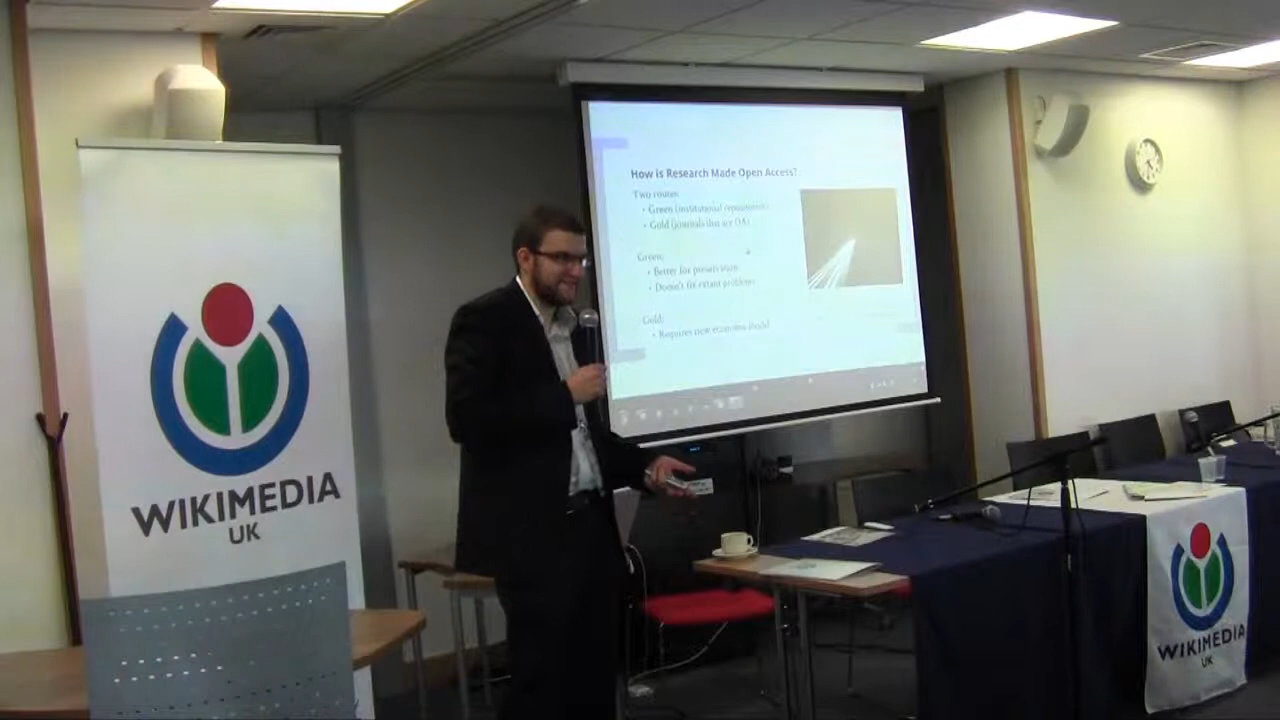 WIKIMEDIA
UK
How is Research Made Open Access?
Two routes:
• Green (institutional repositories)
• Gold (journals that are OA)
Green:
• Better for preservation
• Doesn't fix extant problems
Gold:
• Requires new economic model
WIKIMEDIA
UK